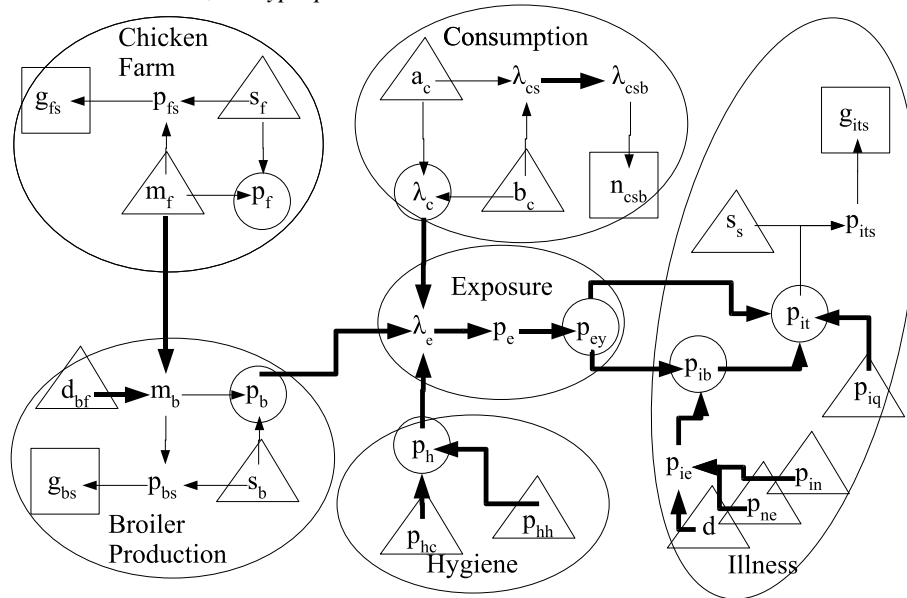 Chicken
Farm
g_fs
p_fs
s_f
m_f
p_f
Consumption
a_c
λ_cs
λ_csb
λ_c
b_c
n_csb
Exposure
λ_e
p_e
p_ey
d_bf
m_b
p_b
g_bs
p_bs
s_b
Broiler
Production
p_h
p_hc
p_hh
Hygiene
g_its
s_s
p_its
p_it
p_ib
p_iq
p_ie
p_in
p_ne
d
Illness